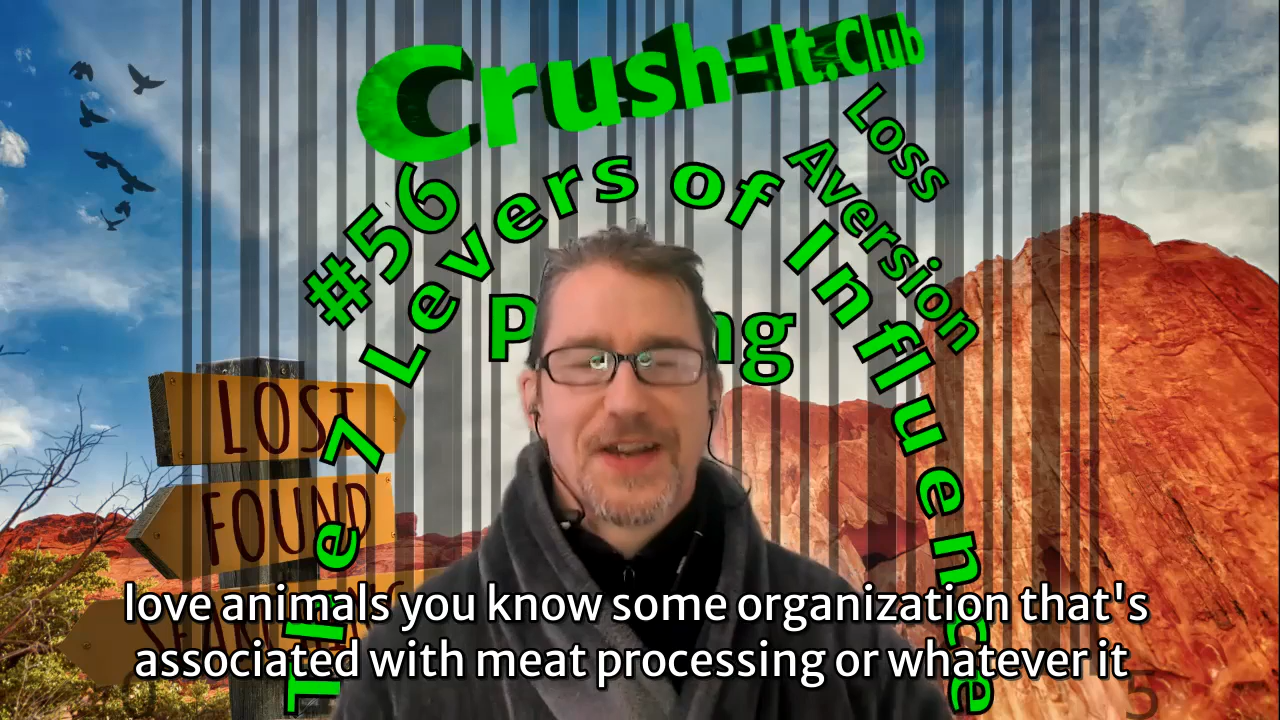 Crush-It.Club
#56
Loss
Aversion
The 7 Levers of Influence
LOST
FOUND
love animals you know some organization that's
associated with meat processing or whatever it
5